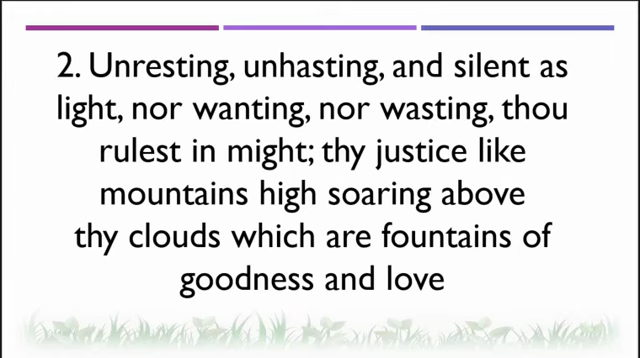 2. Unresting, unhasting, and silent as
light, nor wanting, nor wasting, thou
rulest in might; thy justice like
mountains high soaring above
thy clouds which are fountains of
goodness and love